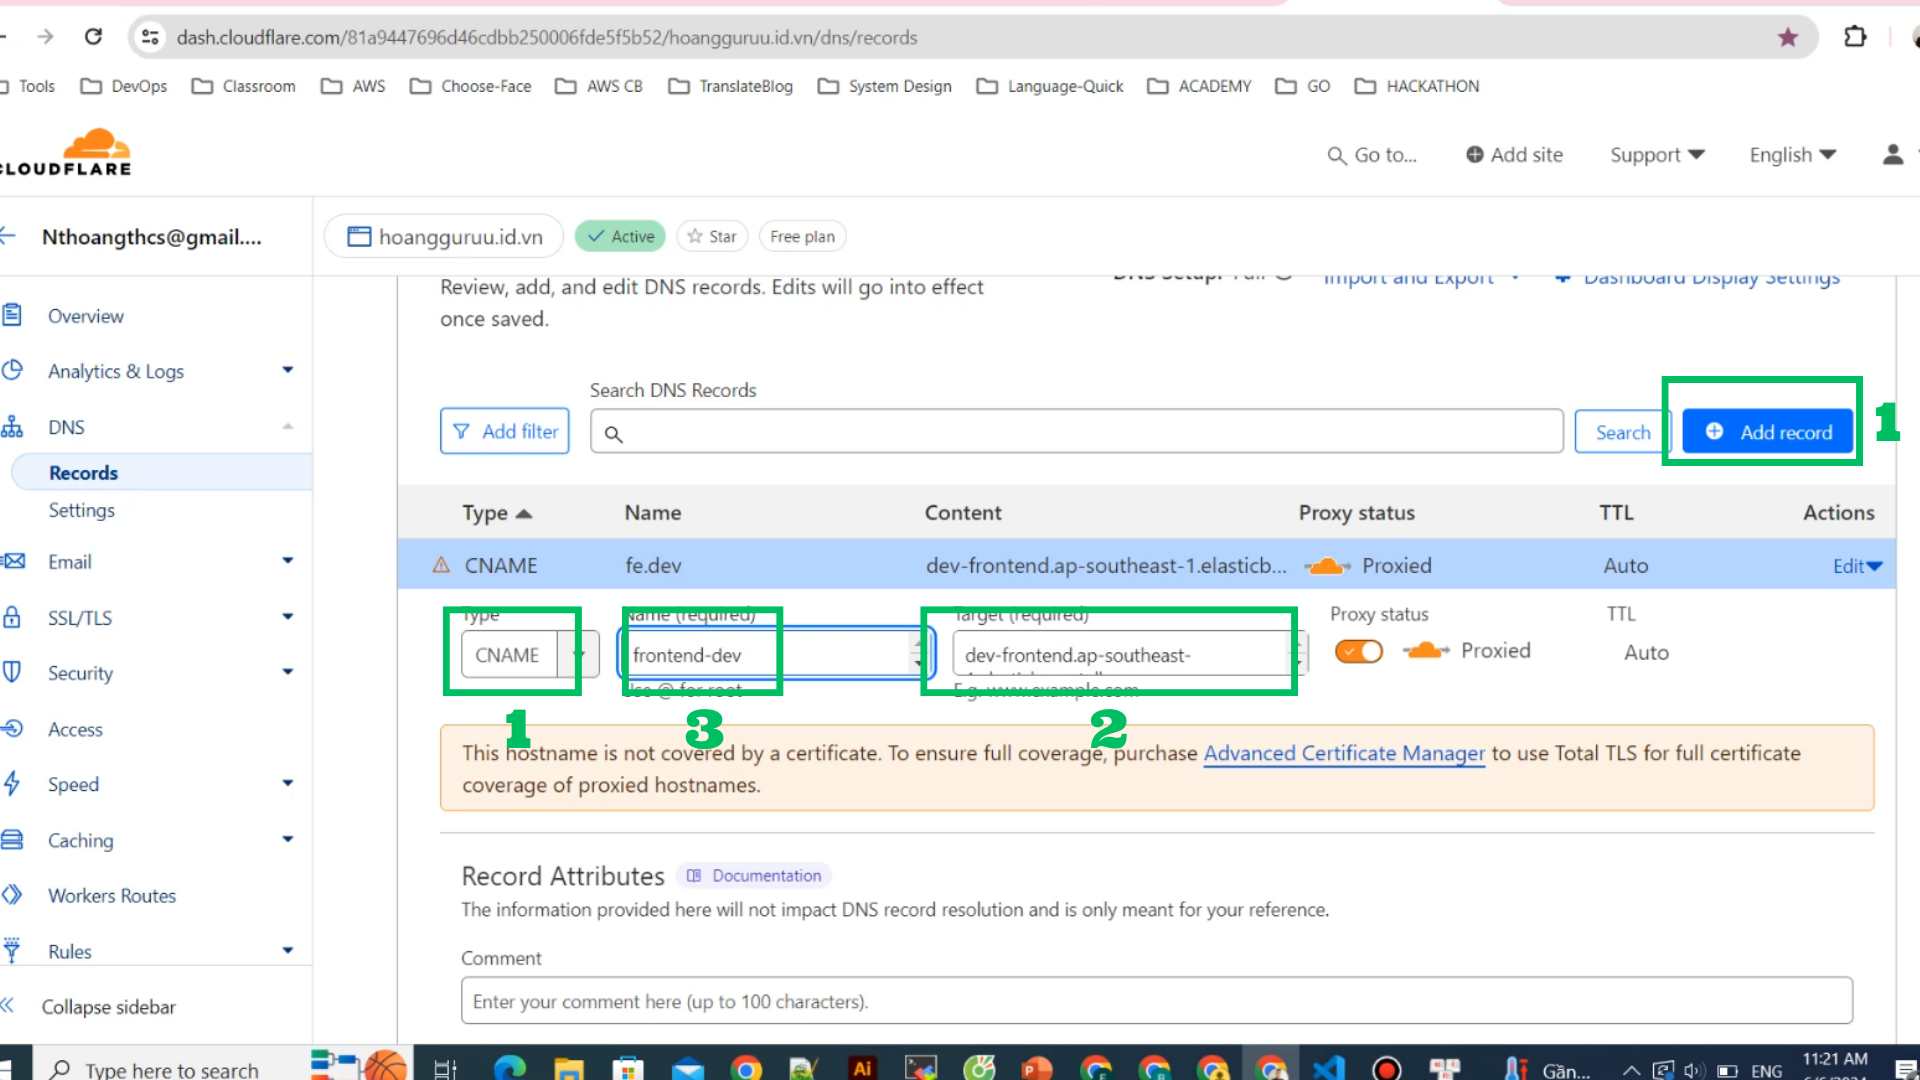 dash.cloudflare.com/81a9447696d46cdbb250006fde5f5b52/hoangguruu.id.vn/dns/records
Tools DevOps Classroom AWS Choose-Face AWS CB TranslateBlog System Design Language-Quick ACADEMY GO HACKATHON
CLOUDFLARE
Go to... Add site Support English
Nthoangthcs@gmail....
hoangguruu.id.vn Active Star Free plan
Review, add, and edit DNS records. Edits will go into effect
once saved.
DNS Setup: Full Import and Export Dashboard Display Settings
Overview
Analytics & Logs
DNS
Records
Settings
Email
SSL/TLS
Security
Access
Speed
Caching
Workers Routes
Rules
Collapse sidebar
Search DNS Records
Add filter
Search
Add record
1
Type Name Content Proxy status TTL Actions
CNAME fe.dev dev-frontend.ap-southeast-1.elasticb... Proxied Auto Edit
Type Name (required) Target (required) Proxy status TTL
CNAME frontend-dev dev-frontend.ap-southeast- Proxied Auto
Use @ for root E.g. www.example.com
1 3 2
This hostname is not covered by a certificate. To ensure full coverage, purchase Advanced Certificate Manager to use Total TLS for full certificate
coverage of proxied hostnames.
Record Attributes Documentation
The information provided here will not impact DNS record resolution and is only meant for your reference.
Comment
Enter your comment here (up to 100 characters).
Type here to search
Ai
Gần...
ENG
11:21 AM